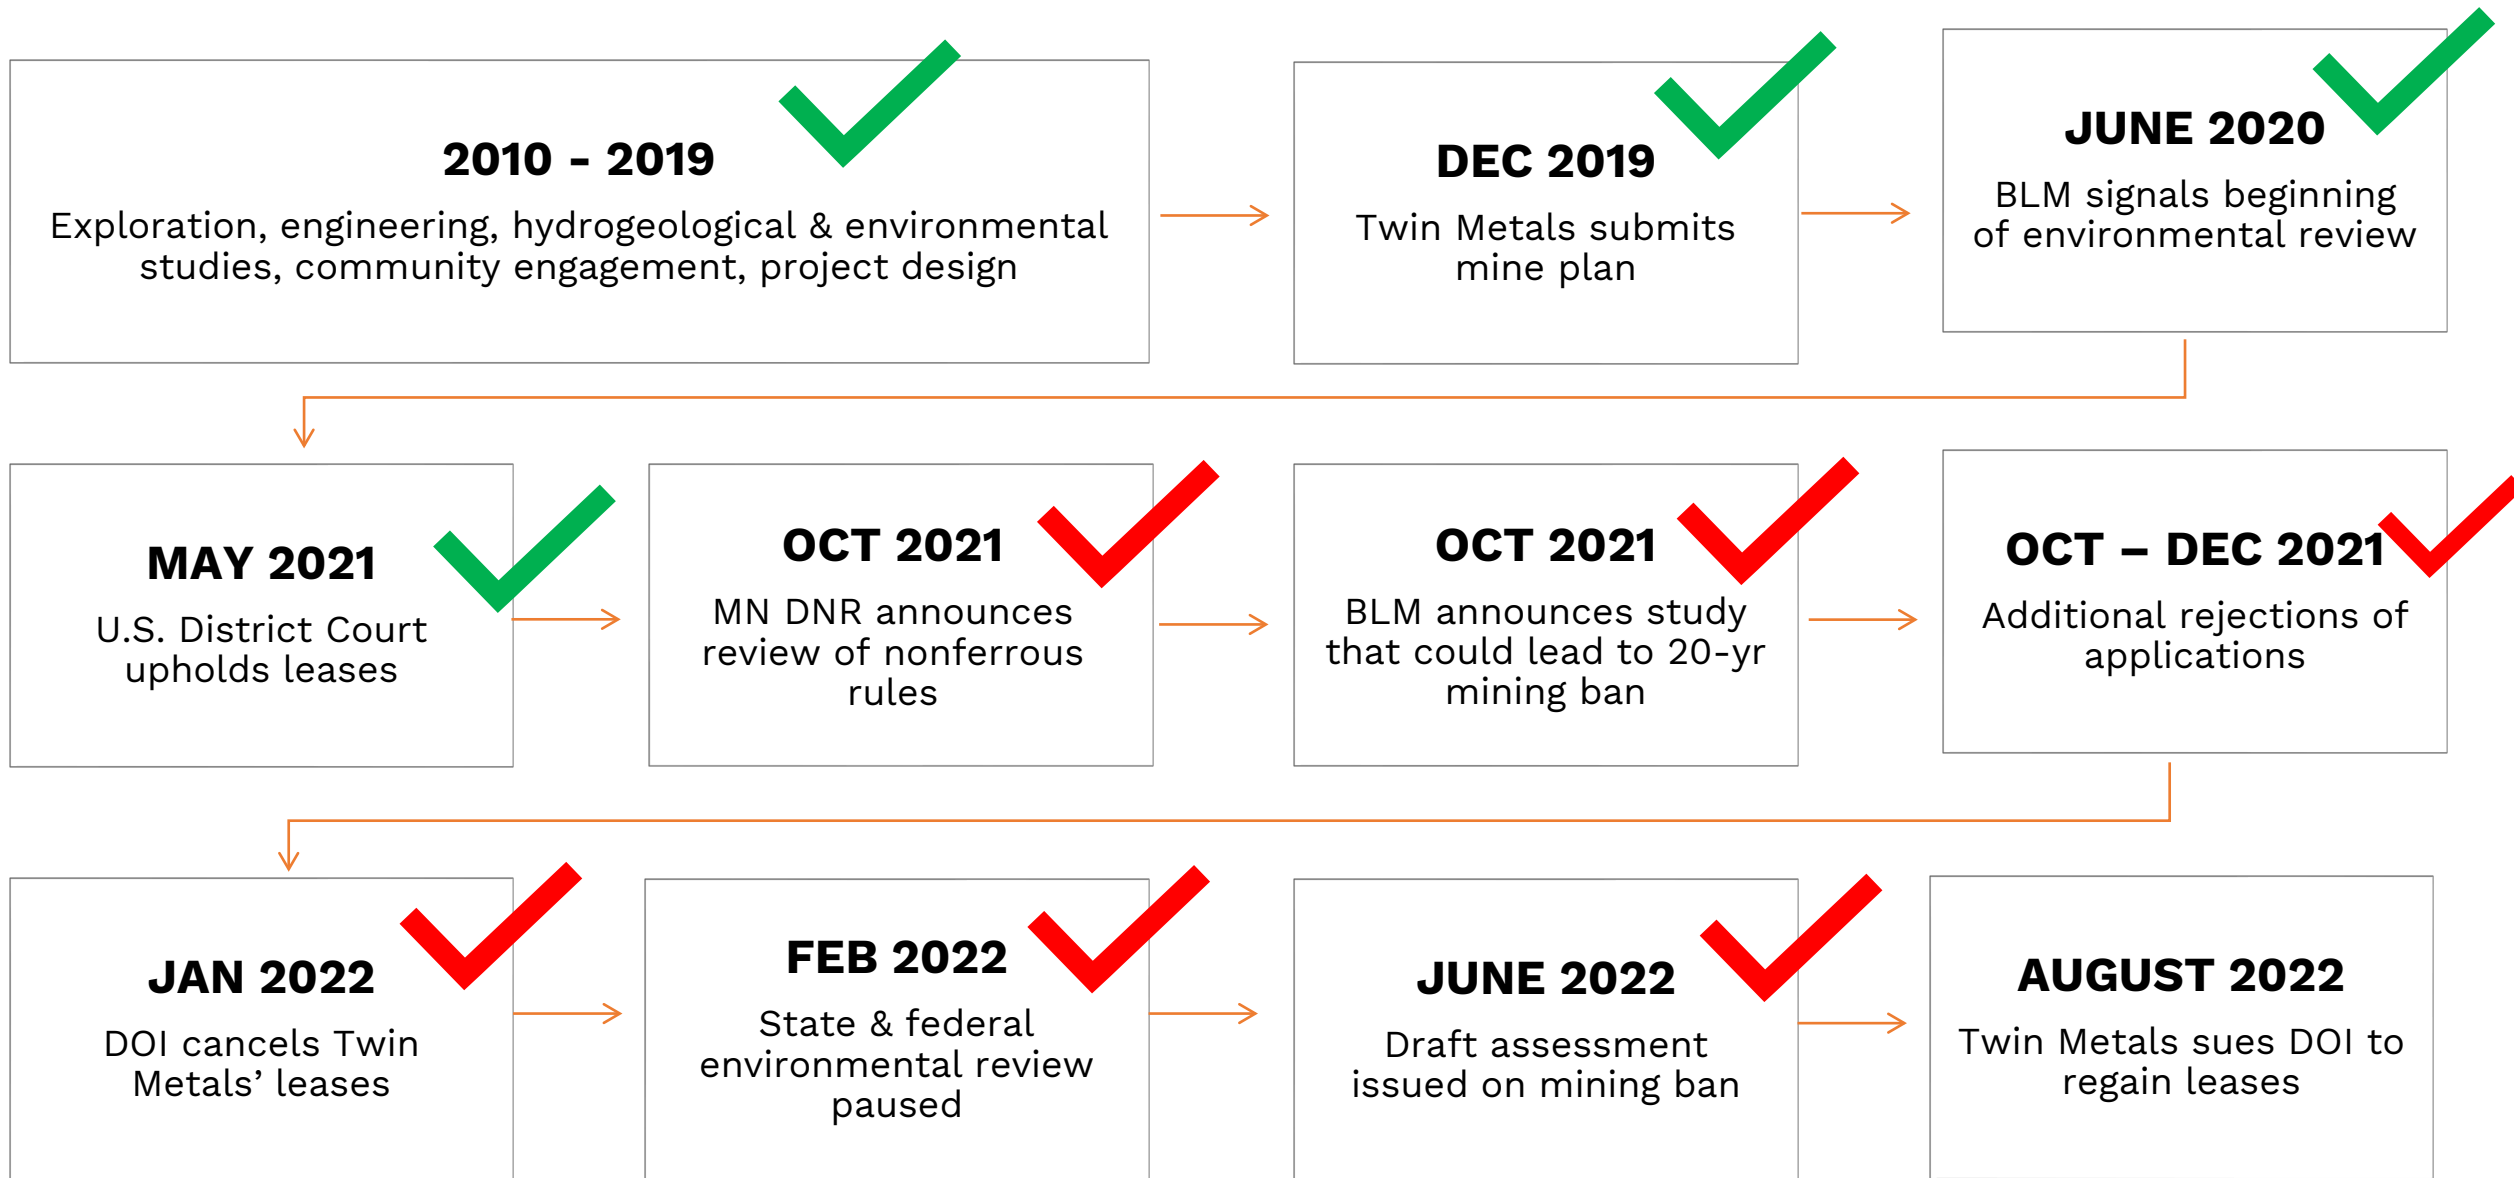 2010 - 2019
Exploration, engineering, hydrogeological & environmental
studies, community engagement, project design
DEC 2019
Twin Metals submits
mine plan
JUNE 2020
BLM signals beginning
of environmental review
MAY 2021
U.S. District Court
upholds leases
OCT 2021
MN DNR announces
review of nonferrous
rules
OCT 2021
BLM announces study
that could lead to 20-yr
mining ban
OCT – DEC 2021
Additional rejections of
applications
JAN 2022
DOI cancels Twin
Metals’ leases
FEB 2022
State & federal
environmental review
paused
JUNE 2022
Draft assessment
issued on mining ban
AUGUST 2022
Twin Metals sues DOI to
regain leases